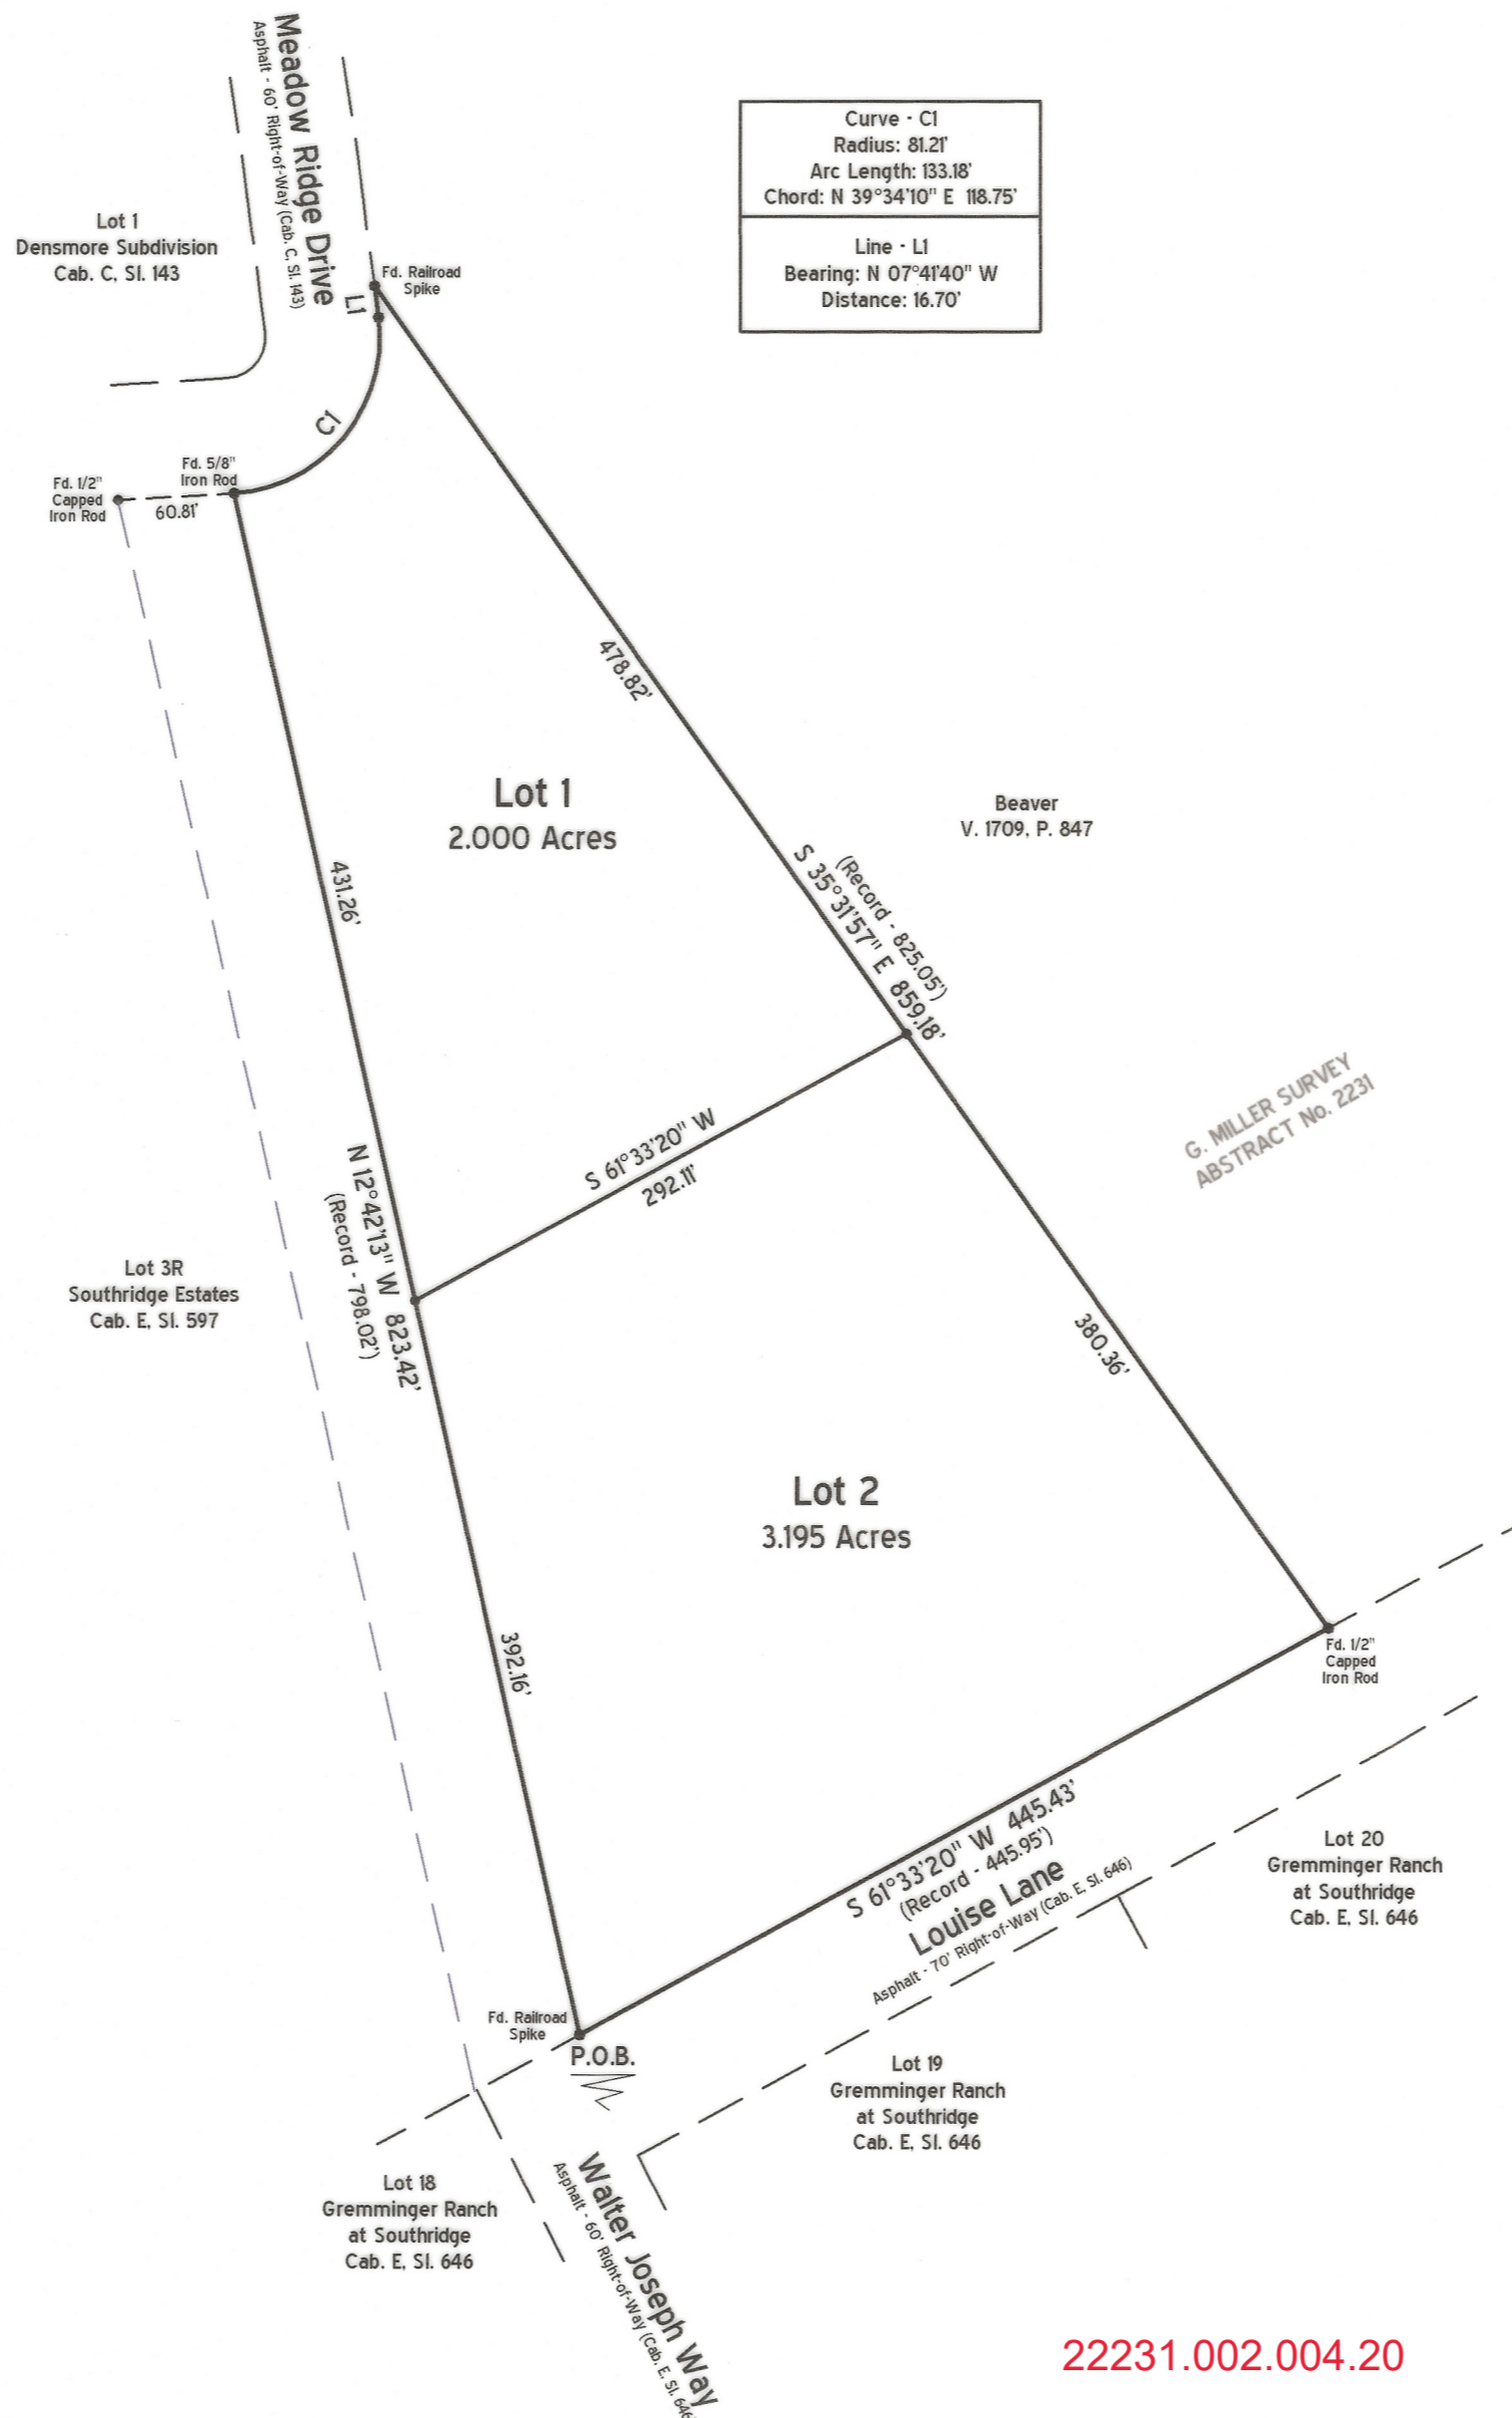 Meadow Ridge Drive
Asphalt - 60' Right-of-Way (Cab. C, Sl. 143)
Curve - C1
Radius: 81.21'
Arc Length: 133.18'
Chord: N 39°34'10" E 118.75'
Line - L1
Bearing: N 07°41'40" W
Distance: 16.70'
Lot 1
Densmore Subdivision
Cab. C, Sl. 143
Fd. Railroad
Spike
L1
C1
Fd. 5/8"
Iron Rod
Fd. 1/2"
Capped
Iron Rod
60.81'
478.82'
Lot 1
2.000 Acres
Beaver
V. 1709, P. 847
431.26'
(Record - 825.05')
S 35°31'57" E 859.18'
G. MILLER SURVEY
ABSTRACT No. 2231
S 61°33'20" W
292.11'
N 12°42'13" W 823.42'
(Record - 798.02')
Lot 3R
Southridge Estates
Cab. E, Sl. 597
380.36'
Lot 2
3.195 Acres
392.16'
Fd. 1/2"
Capped
Iron Rod
S 61°33'20" W 445.43'
(Record - 445.95')
Louise Lane
Asphalt - 70' Right-of-Way (Cab. E, Sl. 646)
Lot 20
Gremminger Ranch
at Southridge
Cab. E, Sl. 646
Fd. Railroad
Spike
P.O.B.
Lot 19
Gremminger Ranch
at Southridge
Cab. E, Sl. 646
Lot 18
Gremminger Ranch
at Southridge
Cab. E, Sl. 646
Walter Joseph Way
Asphalt - 60' Right-of-Way (Cab. E, Sl. 646
22231.002.004.20